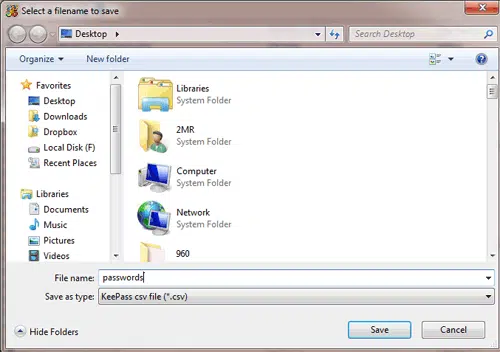 Select a filename to save
Desktop
Search Desktop
Organize
New folder
Favorites
Desktop
Downloads
Dropbox
Local Disk (F)
Recent Places
Libraries
Documents
Music
Pictures
Videos
Libraries
System Folder
2MR
System Folder
Computer
System Folder
Network
System Folder
960
File name:
passwords
Save as type:
KeePass csv file (*.csv)
Hide Folders
Save
Cancel